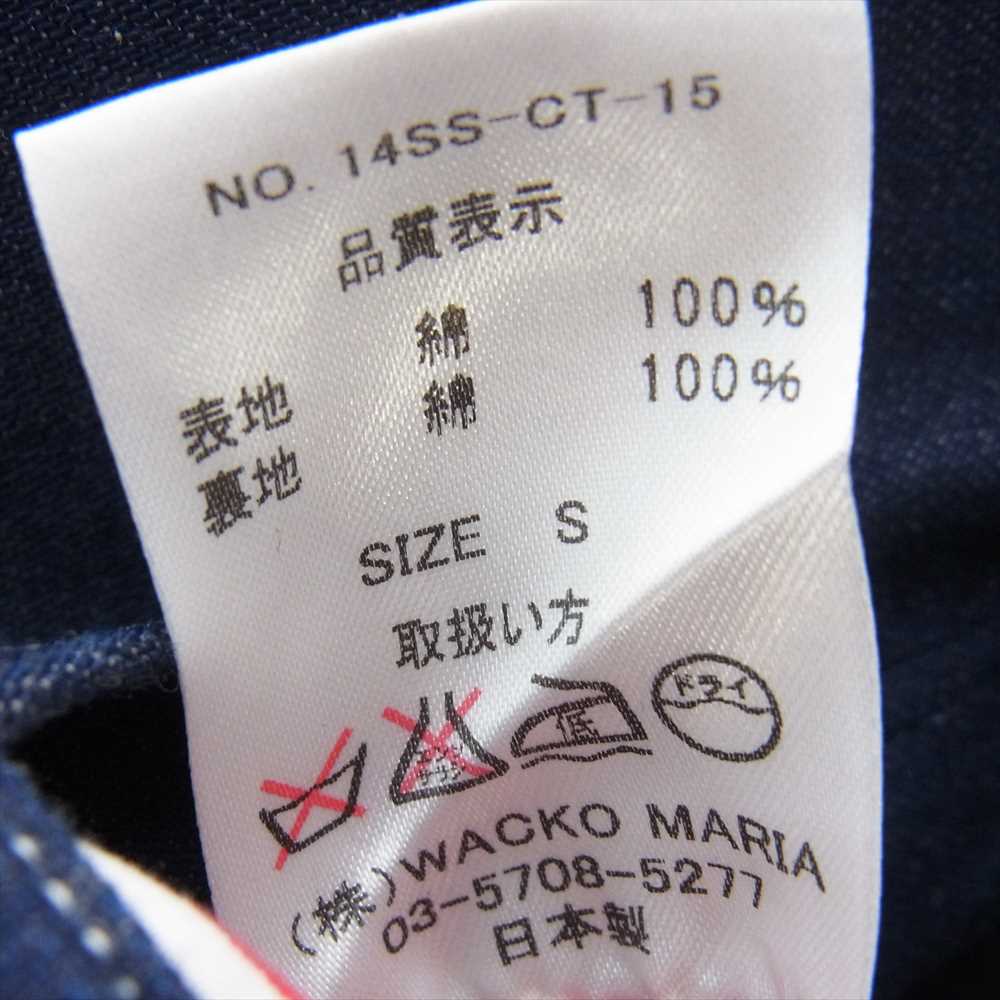 NO. 14SS-CT-15
品質表示
表地 綿 100%
裏地 綿 100%
SIZE S
取扱い方
低 ドライ
(株)WACKO MARIA
03-5708-5277
日本製